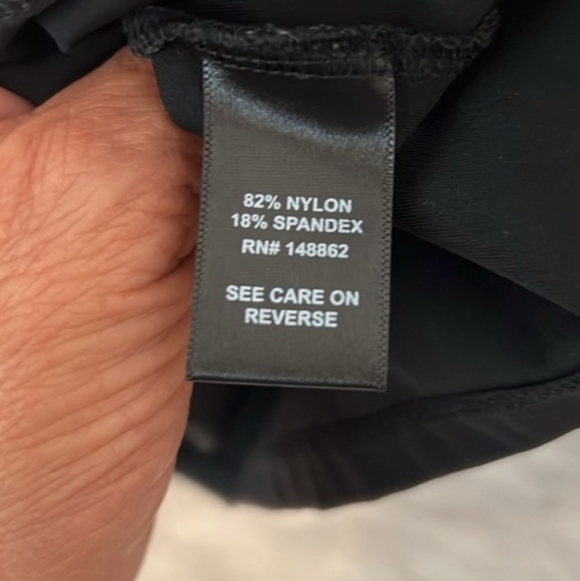 82% NYLON
18% SPANDEX
RN# 148862
SEE CARE ON
REVERSE